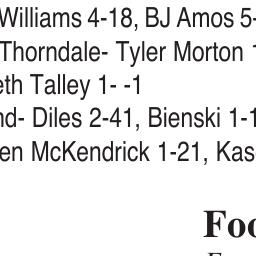 Williams 4-18, BJ Amos 5-
Thorndale- Tyler Morton 1
eth Talley 1- -1
nd- Diles 2-41, Bienski 1-1
en McKendrick 1-21, Kas
Foo